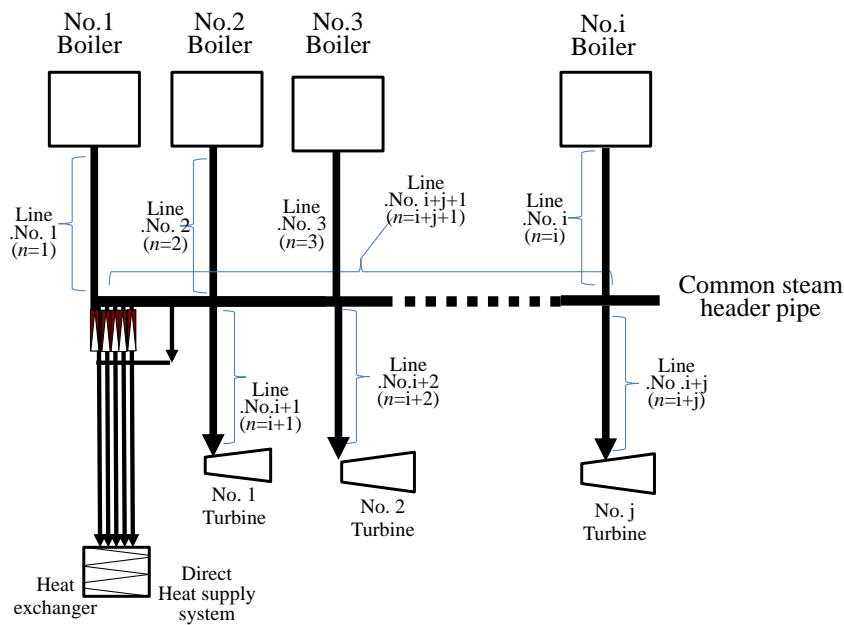 No.1
Boiler
No.2
Boiler
No.3
Boiler
No.i
Boiler
Line
.No. 1
(n=1)
Line
.No. 2
(n=2)
Line
.No. 3
(n=3)
Line
.No. i+j+1
(n=i+j+1)
Line
.No. i
(n=i)
Common steam
header pipe
Line
.No.i+1
(n=i+1)
Line
.No.i+2
(n=i+2)
Line
.No .i+j
(n=i+j)
No. 1
Turbine
No. 2
Turbine
No. j
Turbine
Heat
exchanger
Direct
Heat supply
system